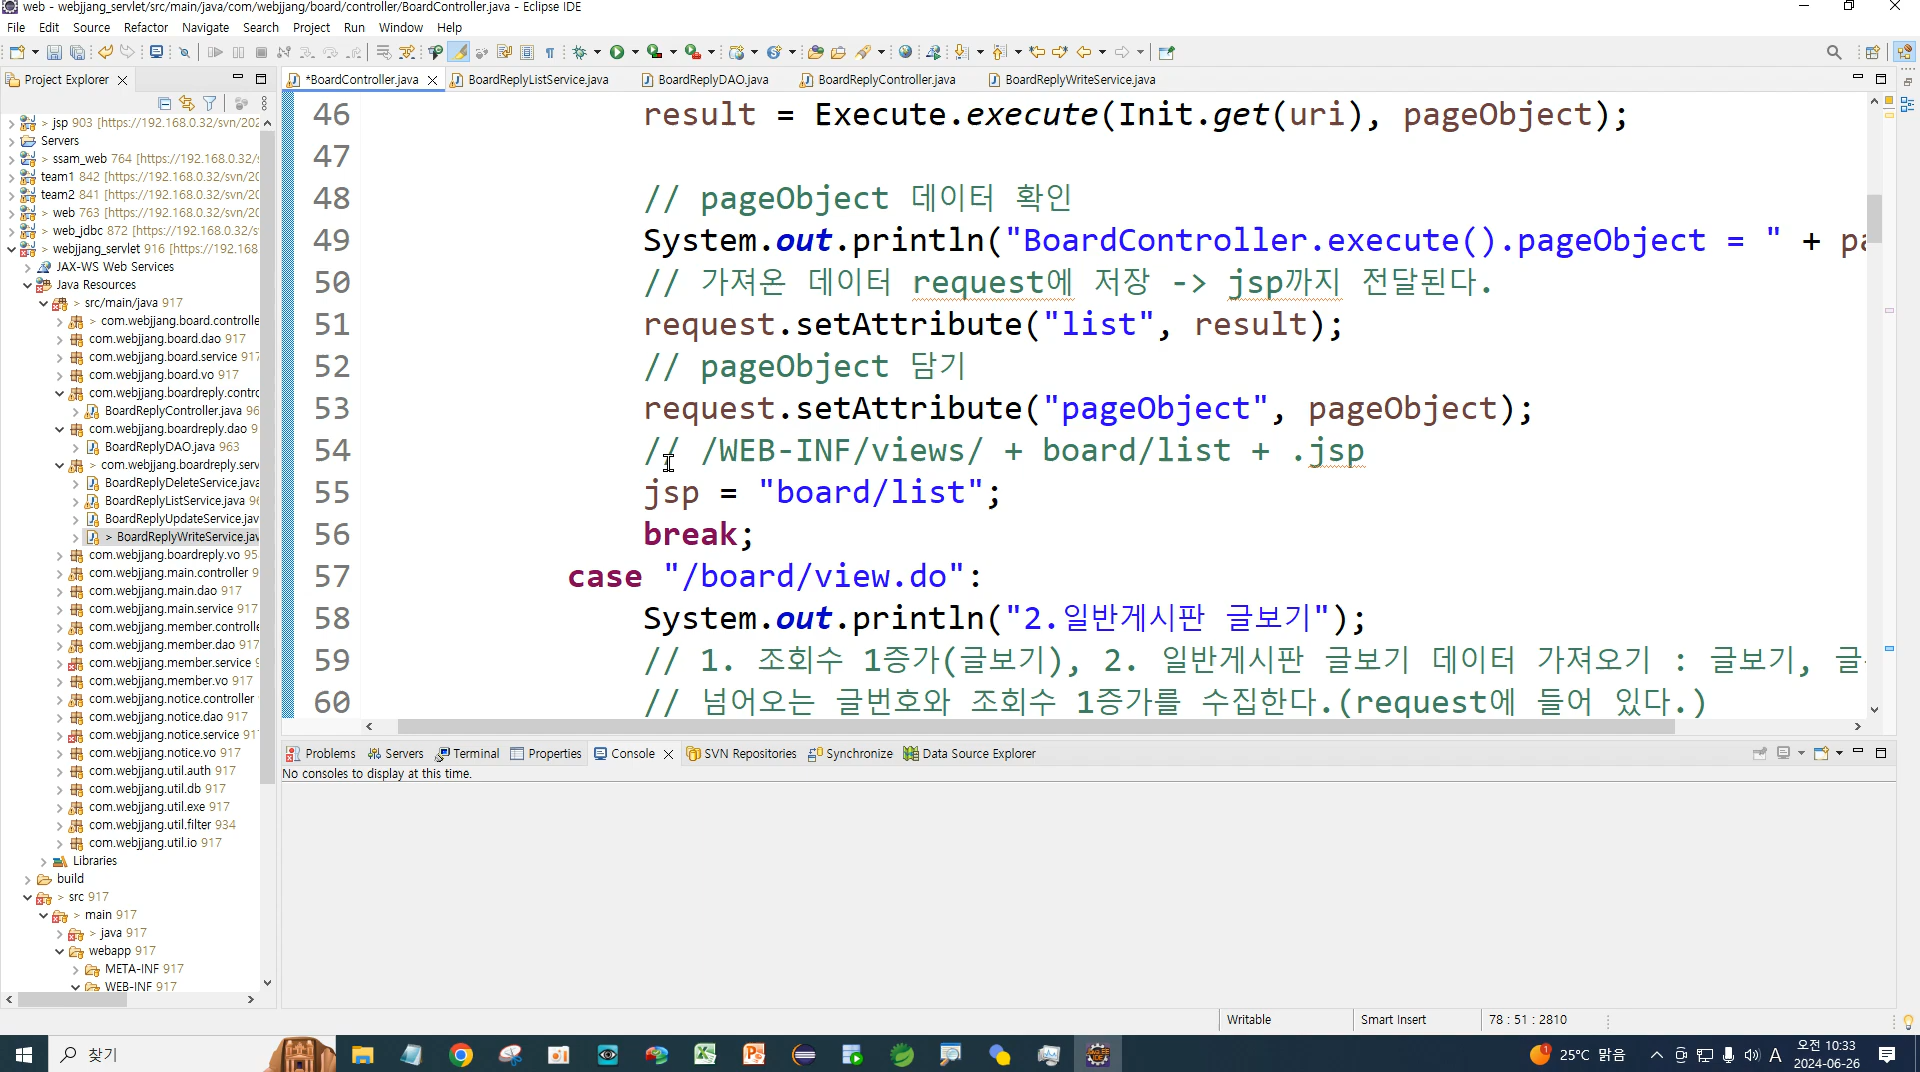 web - webjjang_servlet/src/main/java/com/webjjang/board/controller/BoardController.java - Eclipse IDE
File Edit Source Refactor Navigate Search Project Run Window Help
Project Explorer
*BoardController.java BoardReplyListService.java BoardReplyDAO.java BoardReplyController.java BoardReplyWriteService.java
> jsp 903 [https://192.168.0.32/svn/202
Servers
> ssam_web 764 [https://192.168.0.32/s
team1 842 [https://192.168.0.32/svn/20
team2 841 [https://192.168.0.32/svn/20
> web 763 [https://192.168.0.32/svn/20
> web_jdbc 872 [https://192.168.0.32/s
> webjjang_servlet 916 [https://192.168
JAX-WS Web Services
Java Resources
> src/main/java 917
> com.webjjang.board.controlle
com.webjjang.board.dao 917
com.webjjang.board.service 917
com.webjjang.board.vo 917
com.webjjang.boardreply.contro
BoardReplyController.java 96
com.webjjang.boardreply.dao 9
BoardReplyDAO.java 963
> com.webjjang.boardreply.serv
BoardReplyDeleteService.java
BoardReplyListService.java 96
BoardReplyUpdateService.jav
> BoardReplyWriteService.jav
com.webjjang.boardreply.vo 95
com.webjjang.main.controller 9
com.webjjang.main.dao 917
com.webjjang.main.service 917
com.webjjang.member.controlle
com.webjjang.member.dao 917
com.webjjang.member.service 9
com.webjjang.member.vo 917
com.webjjang.notice.controller
com.webjjang.notice.dao 917
com.webjjang.notice.service 917
com.webjjang.notice.vo 917
com.webjjang.util.auth 917
com.webjjang.util.db 917
com.webjjang.util.exe 917
com.webjjang.util.filter 934
com.webjjang.util.io 917
Libraries
build
> src 917
> main 917
> java 917
webapp 917
META-INF 917
WEB-INF 917
46 result = Execute.execute(Init.get(uri), pageObject);
47
48 // pageObject 데이터 확인
49 System.out.println("BoardController.execute().pageObject = " + pa
50 // 가져온 데이터 request에 저장 -> jsp까지 전달된다.
51 request.setAttribute("list", result);
52 // pageObject 담기
53 request.setAttribute("pageObject", pageObject);
54 // /WEB-INF/views/ + board/list + .jsp
55 jsp = "board/list";
56 break;
57 case "/board/view.do":
58 System.out.println("2.일반게시판 글보기");
59 // 1. 조회수 1증가(글보기), 2. 일반게시판 글보기 데이터 가져오기 : 글보기, 글
60 // 넘어오는 글번호와 조회수 1증가를 수집한다.(request에 들어 있다.)
Problems Servers Terminal Properties Console SVN Repositories Synchronize Data Source Explorer
No consoles to display at this time.
Writable Smart Insert 78 : 51 : 2810
찾기
25°C 맑음
A
오전 10:33
2024-06-26